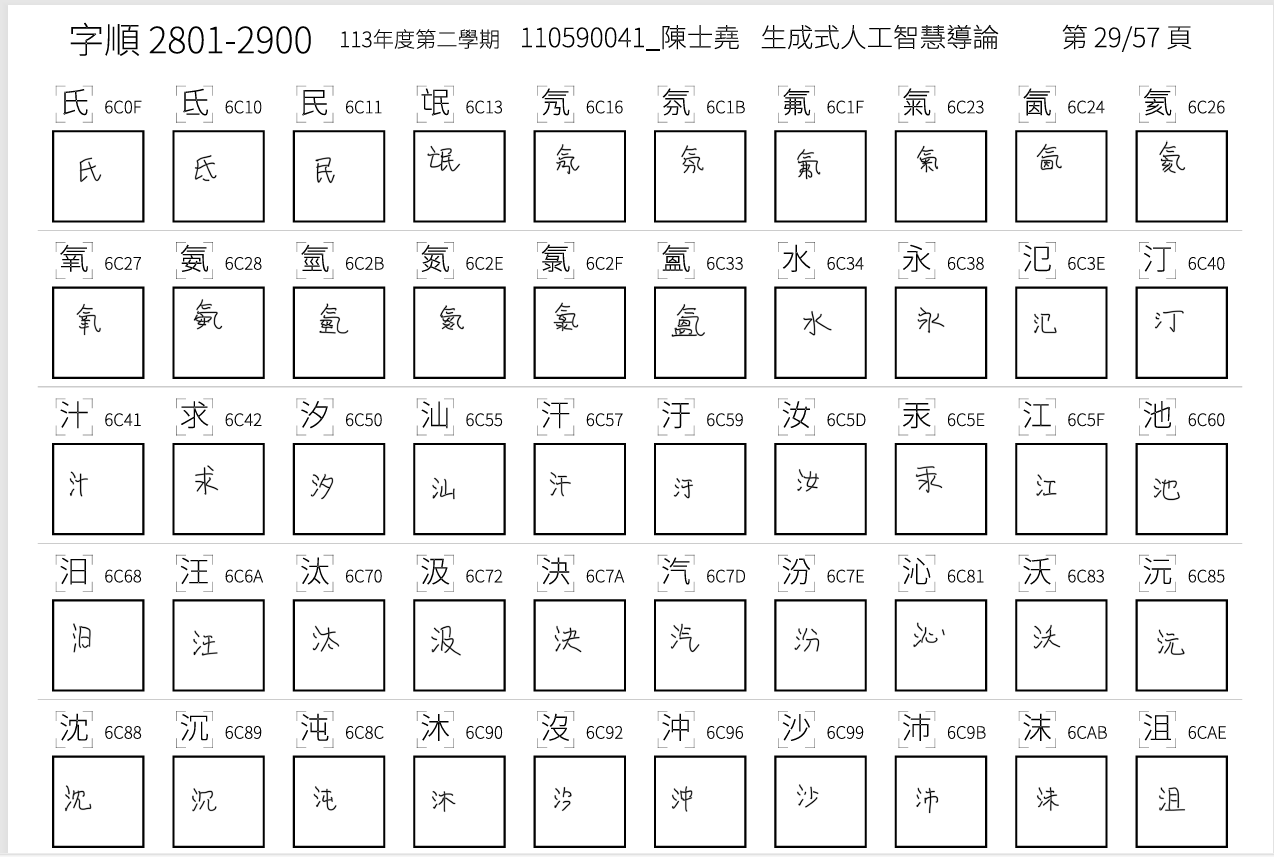 字順 2801-2900 113年度第二學期 110590041_陳士堯 生成式人工智慧導論 第 29/57 頁
氏 6C0F 氐 6C10 民 6C11 氓 6C13 氖 6C16 氛 6C1B 氟 6C1F 氣 6C23 氤 6C24 氦 6C26
氏 氐 民 氓 氖 氛 氟 氣 氤 氦
氧 6C27 氨 6C28 氫 6C2B 氮 6C2E 氯 6C2F 氳 6C33 水 6C34 永 6C38 氾 6C3E 汀 6C40
氧 氨 氫 氮 氯 氳 水 永 氾 汀
汁 6C41 求 6C42 汐 6C50 汕 6C55 汗 6C57 汙 6C59 汝 6C5D 汞 6C5E 江 6C5F 池 6C60
汁 求 汐 汕 汗 汙 汝 汞 江 池
汨 6C68 汪 6C6A 汰 6C70 汲 6C72 決 6C7A 汽 6C7D 汾 6C7E 沁 6C81 沃 6C83 沅 6C85
汨 汪 汰 汲 決 汽 汾 沁 沃 沅
沈 6C88 沉 6C89 沌 6C8C 沐 6C90 沒 6C92 沖 6C96 沙 6C99 沛 6C9B 沫 6CAB 沮 6CAE
沈 沉 沌 沐 沒 沖 沙 沛 沫 沮